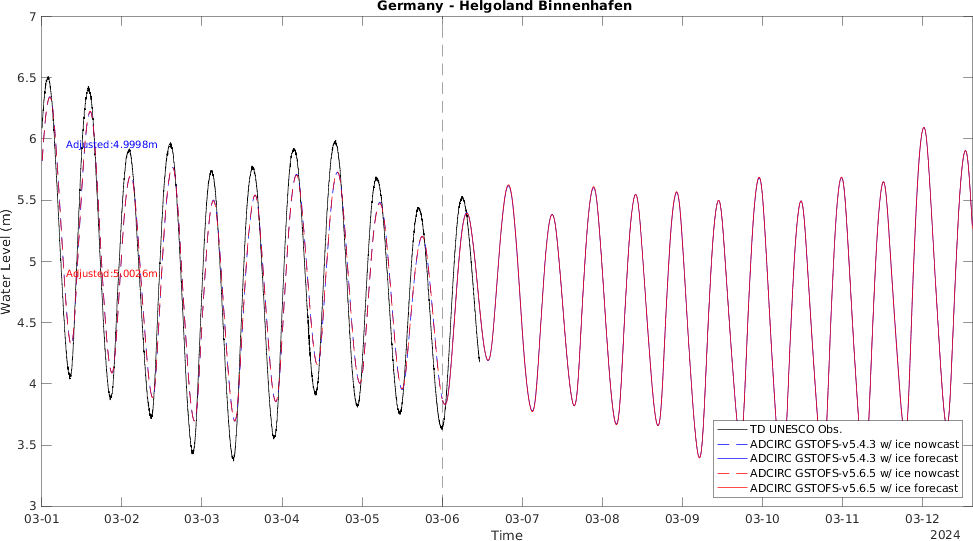 Germany - Helgoland Binnenhafen
7
6.5
6
5.5
5
4.5
4
3.5
3
Water Level (m)
Adjusted:4.9998m
Adjusted:5.0026m
TD UNESCO Obs.
ADCIRC GSTOFS-v5.4.3 w/ ice nowcast
ADCIRC GSTOFS-v5.4.3 w/ ice forecast
ADCIRC GSTOFS-v5.6.5 w/ ice nowcast
ADCIRC GSTOFS-v5.6.5 w/ ice forecast
03-01 03-02 03-03 03-04 03-05 03-06 03-07 03-08 03-09 03-10 03-11 03-12
Time
2024